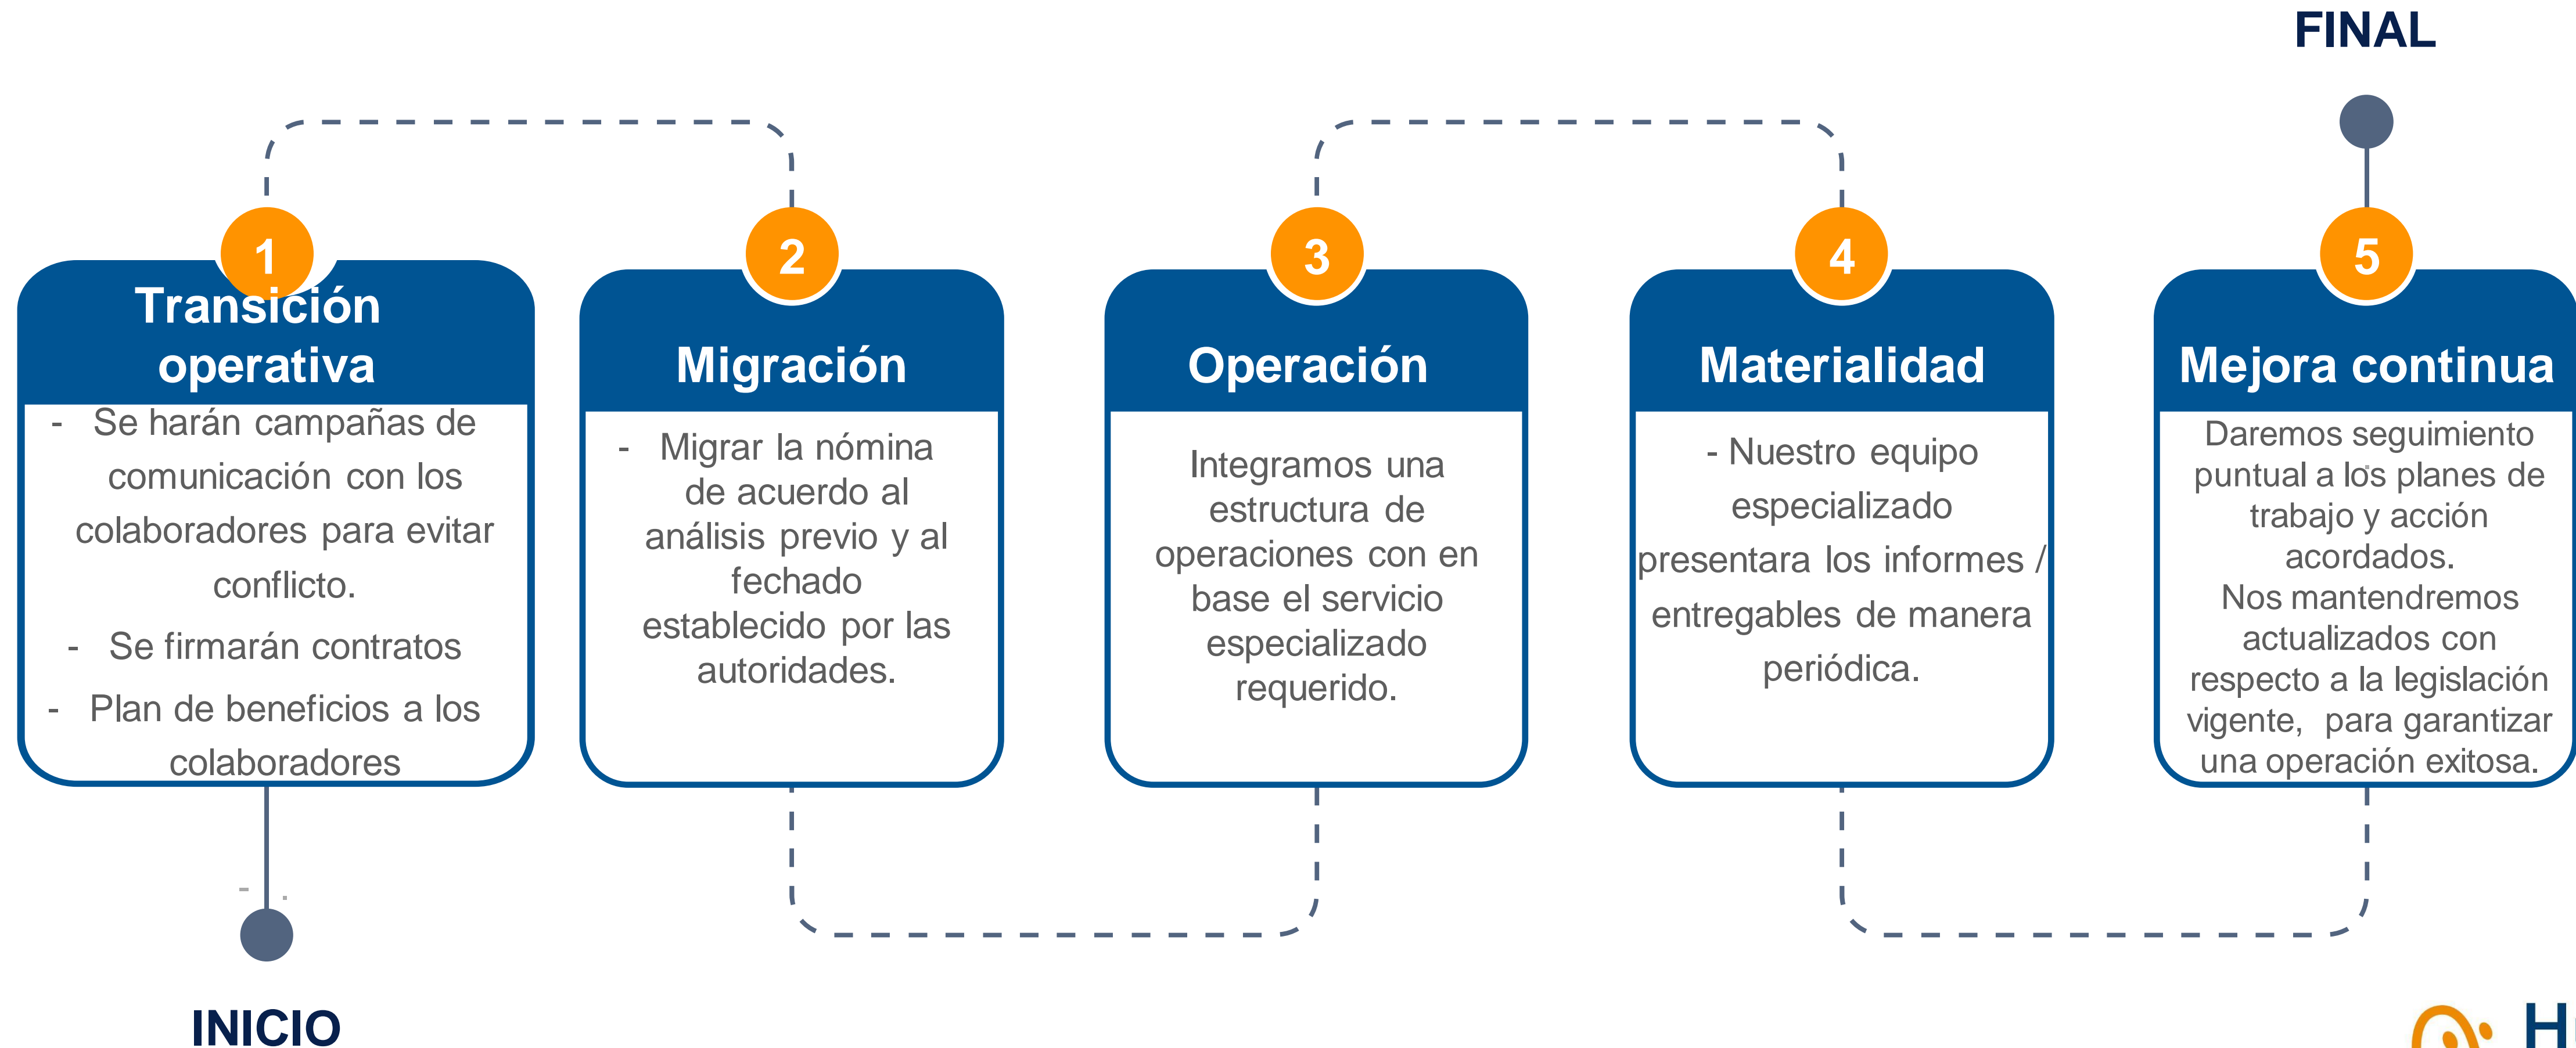 FINAL
1
Transición
operativa
- Se harán campañas de
comunicación con los
colaboradores para evitar
conflicto.
- Se firmarán contratos
- Plan de beneficios a los
colaboradores
- .
INICIO
2
Migración
- Migrar la nómina
de acuerdo al
análisis previo y al
fechado
establecido por las
autoridades.
3
Operación
Integramos una
estructura de
operaciones con en
base el servicio
especializado
requerido.
4
Materialidad
- Nuestro equipo
especializado
presentara los informes /
entregables de manera
periódica.
5
Mejora continua
Daremos seguimiento
puntual a los planes de
trabajo y acción
acordados.
Nos mantendremos
actualizados con
respecto a la legislación
vigente, para garantizar
una operación exitosa.